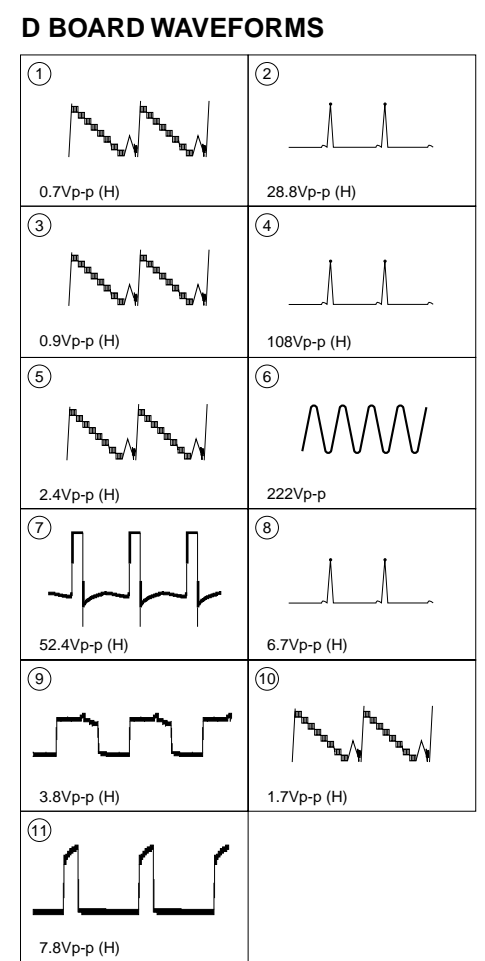 D BOARD WAVEFORMS
1
0.7Vp-p (H)
2
28.8Vp-p (H)
3
0.9Vp-p (H)
4
108Vp-p (H)
5
2.4Vp-p (H)
6
222Vp-p
7
52.4Vp-p (H)
8
6.7Vp-p (H)
9
3.8Vp-p (H)
10
1.7Vp-p (H)
11
7.8Vp-p (H)